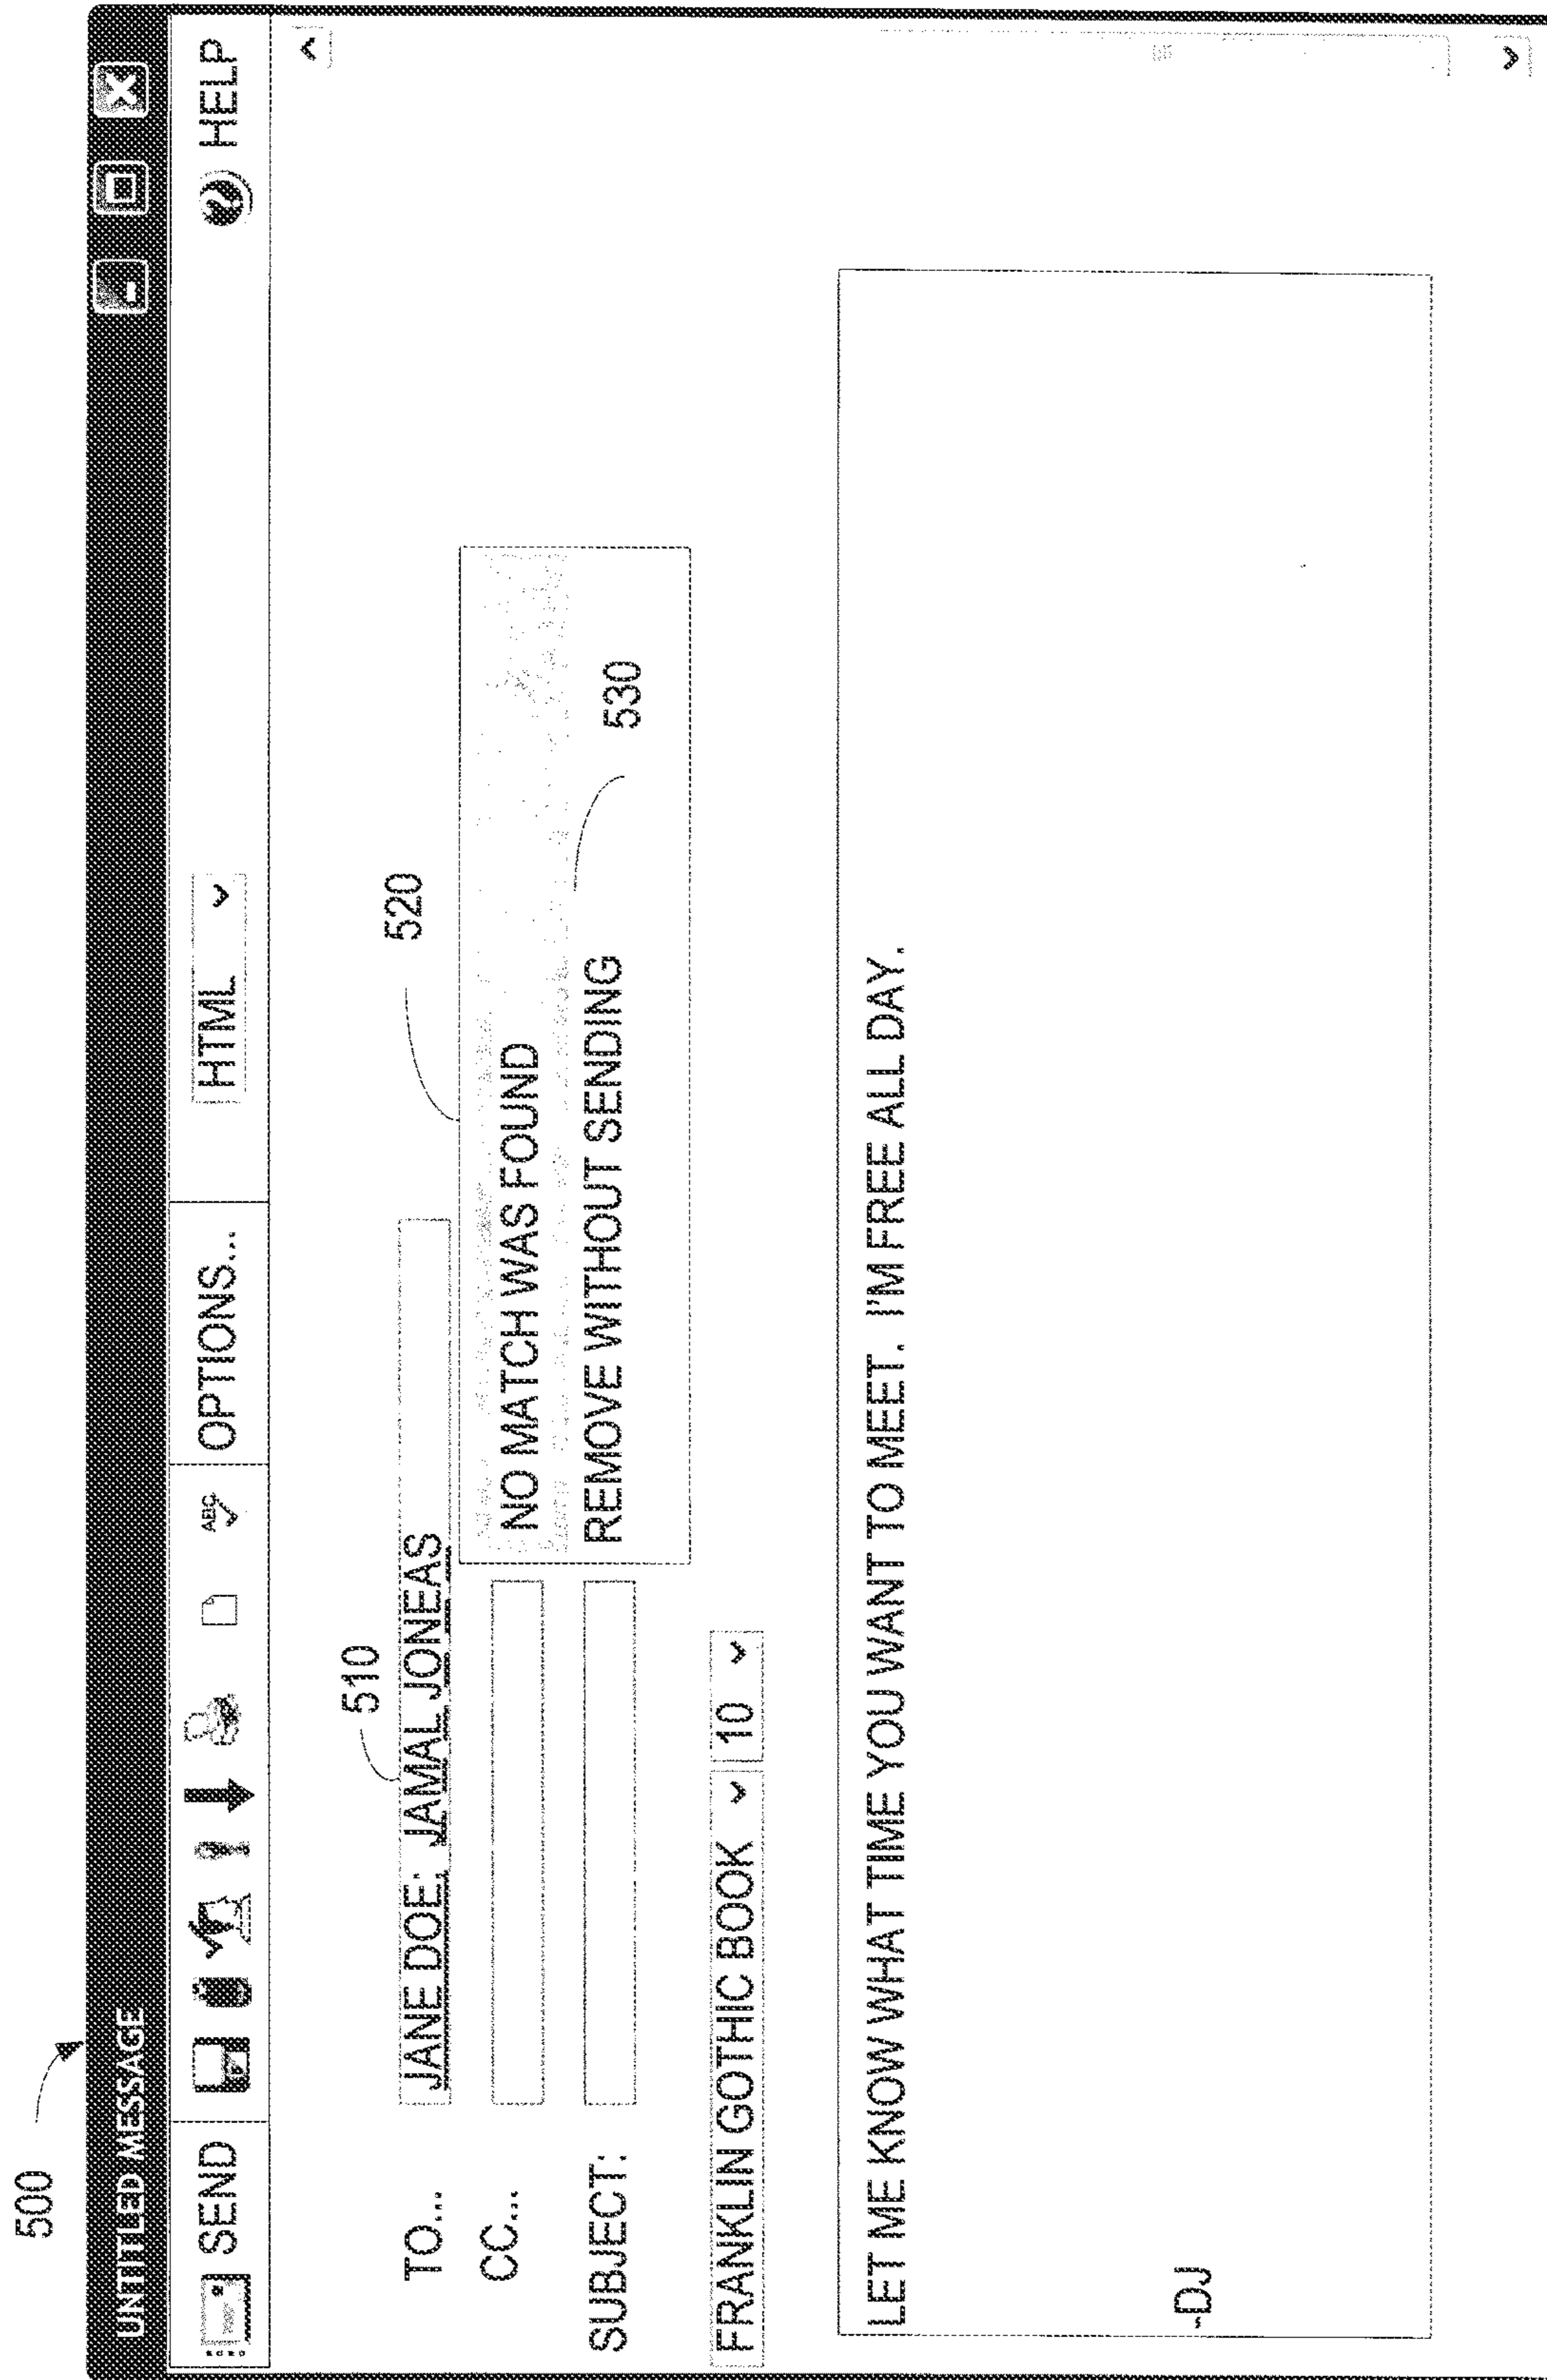 500
UNTITLED MESSAGE
SEND
ABC
OPTIONS...
HTML
HELP
510
520
TO... JANE DOE; JAMAL JONEAS
CC...
NO MATCH WAS FOUND
SUBJECT:
REMOVE WITHOUT SENDING
530
FRANKLIN GOTHIC BOOK 10
LET ME KNOW WHAT TIME YOU WANT TO MEET. I'M FREE ALL DAY.
~DJ